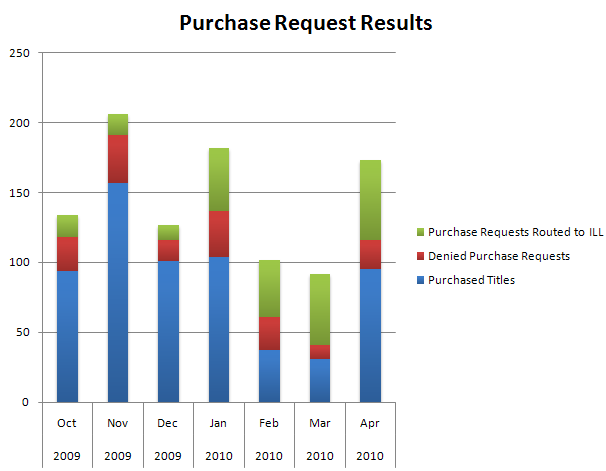 Purchase Request Results
250
200
150
100
50
0
Purchase Requests Routed to ILL
Denied Purchase Requests
Purchased Titles
Oct Nov Dec Jan Feb Mar Apr
2009 2009 2009 2010 2010 2010 2010